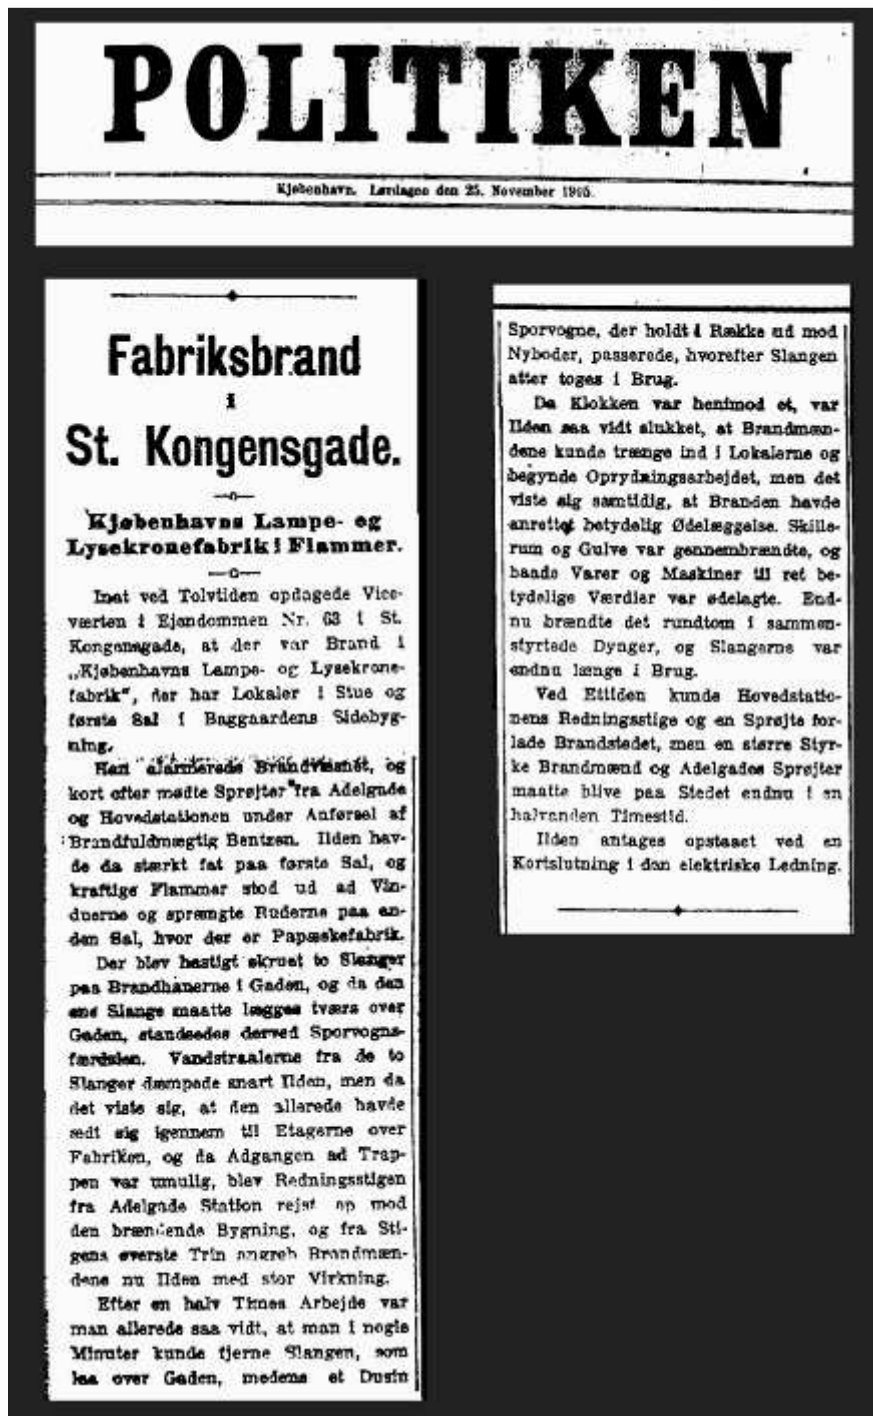 POLITIKEN
Kjøbenhavn. Lørdagen den 25. November 1905.
Fabriksbrand
i
St. Kongensgade.
Kjøbenhavns Lampe- og
Lysekronefabrik i Flammer.
Inat ved Tolvtiden opdagede Vice-
værten i Ejendommen Nr. 63 i St.
Kongensgade, at der var Brand i
„Kjøbenhavns Lampe- og Lysekrone-
fabrik“, der har Lokaler i Stue og
første Sal i Baggaardens Sidebyg-
ning.
Han alarmerede Brandvæsnet, og
kort efter mødte Sprøjter fra Adelgade
og Hovedstationen under Anførsel af
Brandfuldmægtig Bentzen. Ilden hav-
de da stærkt fat paa første Sal, og
kraftige Flammer stod ud ad Vin-
duerne og sprængte Ruderne paa an-
den Sal, hvor der er Papæskefabrik.
Der blev hastigt skruet to Slanger
paa Brandhanerne i Gaden, og da den
ene Slange maatte lægges tværs over
Gaden, standsedes derved Sporvogns-
færdslen. Vandstraalerne fra de to
Slanger dæmpede snart Ilden, men da
det viste sig, at den allerede havde
ædt sig igennem til Etagerne over
Fabriken, og da Adgangen ad Trap-
pen var umulig, blev Redningsstigen
fra Adelgade Station rejst op mod
den brændende Bygning, og fra Sti-
gens øverste Trin angreb Brandmæn-
dene nu Ilden med stor Virkning.
Efter en halv Times Arbejde var
man allerede saa vidt, at man i nogle
Minuter kunde fjerne Slangen, som
laa over Gaden, medens et Dusin
Sporvogne, der holdt i Række ud mod
Nyboder, passerede, hvorefter Slangen
atter toges i Brug.
Da Klokken var henimod et, var
Ilden saa vidt slukket, at Brandmæn-
dene kunde trænge ind i Lokalerne og
begynde Oprydningsarbejdet, men det
viste sig samtidig, at Branden havde
anrettet betydelig Ødelæggelse. Skille-
rum og Gulve var gennembrændte, og
baade Varer og Maskiner til ret be-
tydelige Værdier var ødelagte. End-
nu brændte det rundtom i sammen-
styrtede Dynger, og Slangerne var
endnu længe i Brug.
Ved Ettiden kunde Hovedstatio-
nens Redningsstige og en Sprøjte for-
lade Brandstedet, men en større Styr-
ke Brandmænd og Adelgades Sprøjter
maatte blive paa Stedet endnu i en
halvanden Timestid.
Ilden antages opstaaet ved en
Kortslutning i den elektriske Ledning.